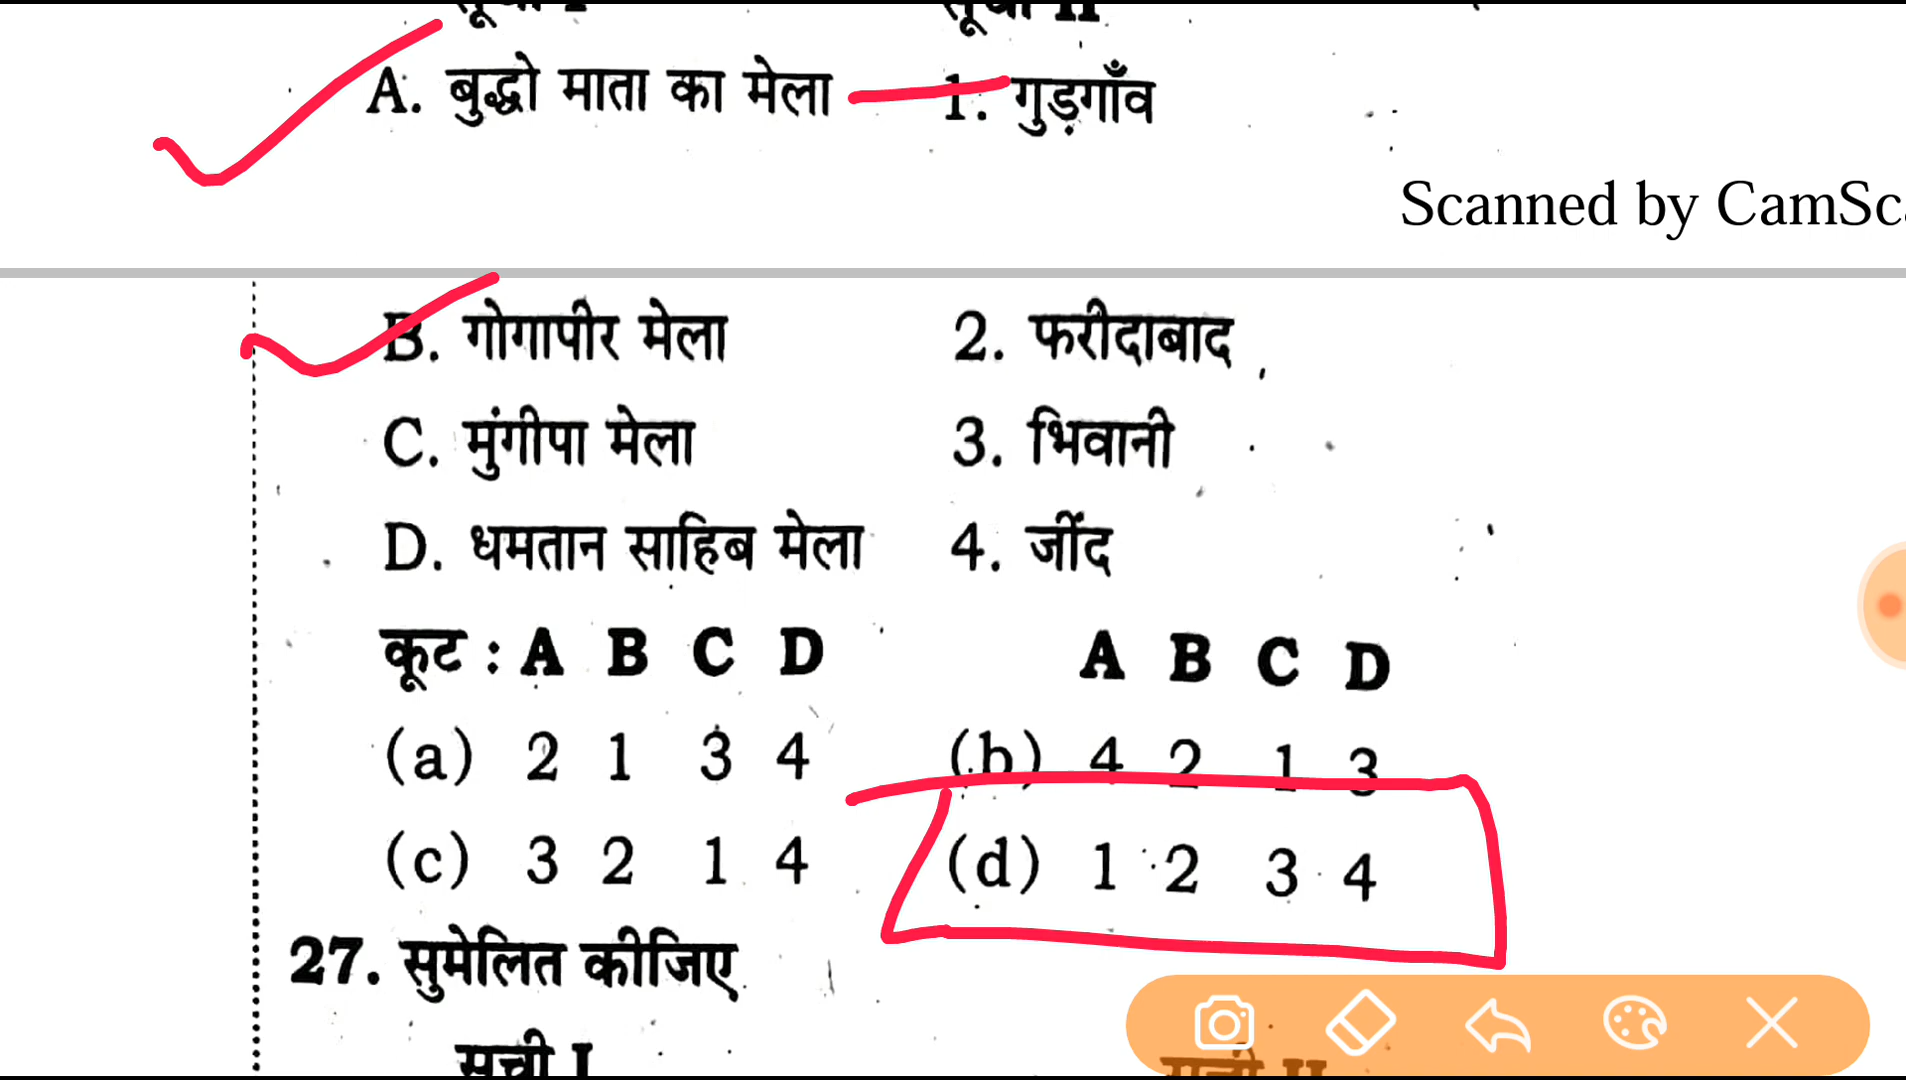 A. बुद्धो माता का मेला 1. गुड़गाँव
Scanned by CamSc
B. गोगापीर मेला 2. फरीदाबाद
C. मुंगीपा मेला 3. भिवानी
D. धमतान साहिब मेला 4. जींद
कूट : A B C D A B C D
(a) 2 1 3 4 (b) 4 2 1 3
(c) 3 2 1 4 (d) 1 2 3 4
27. सुमेलित कीजिए